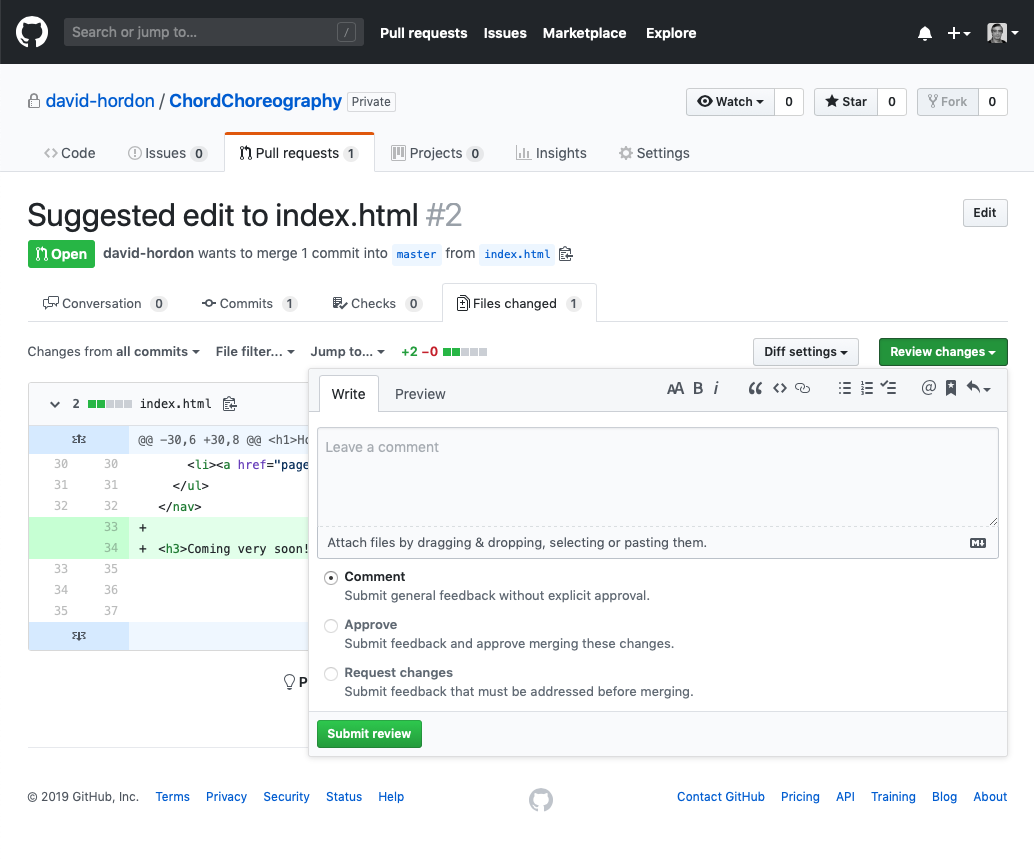 Search or jump to... /
Pull requests Issues Marketplace Explore
david-hordon / ChordChoreography Private
Watch 0 Star 0 Fork 0
Code Issues 0 Pull requests 1 Projects 0 Insights Settings
Suggested edit to index.html #2
Edit
Open david-hordon wants to merge 1 commit into master from index.html
Conversation 0 Commits 1 Checks 0 Files changed 1
Changes from all commits File filter... Jump to... +2 −0
Diff settings Review changes
2 index.html
@@ -30,6 +30,8 @@ <h1>Ho
30 30 <li><a href="page
31 31 </ul>
32 32 </nav>
33 +
34 + <h3>Coming very soon!
33 35
34 36
35 37
P
Write Preview
AA B i
Leave a comment
Attach files by dragging & dropping, selecting or pasting them.
Comment
Submit general feedback without explicit approval.
Approve
Submit feedback and approve merging these changes.
Request changes
Submit feedback that must be addressed before merging.
Submit review
© 2019 GitHub, Inc. Terms Privacy Security Status Help
Contact GitHub Pricing API Training Blog About